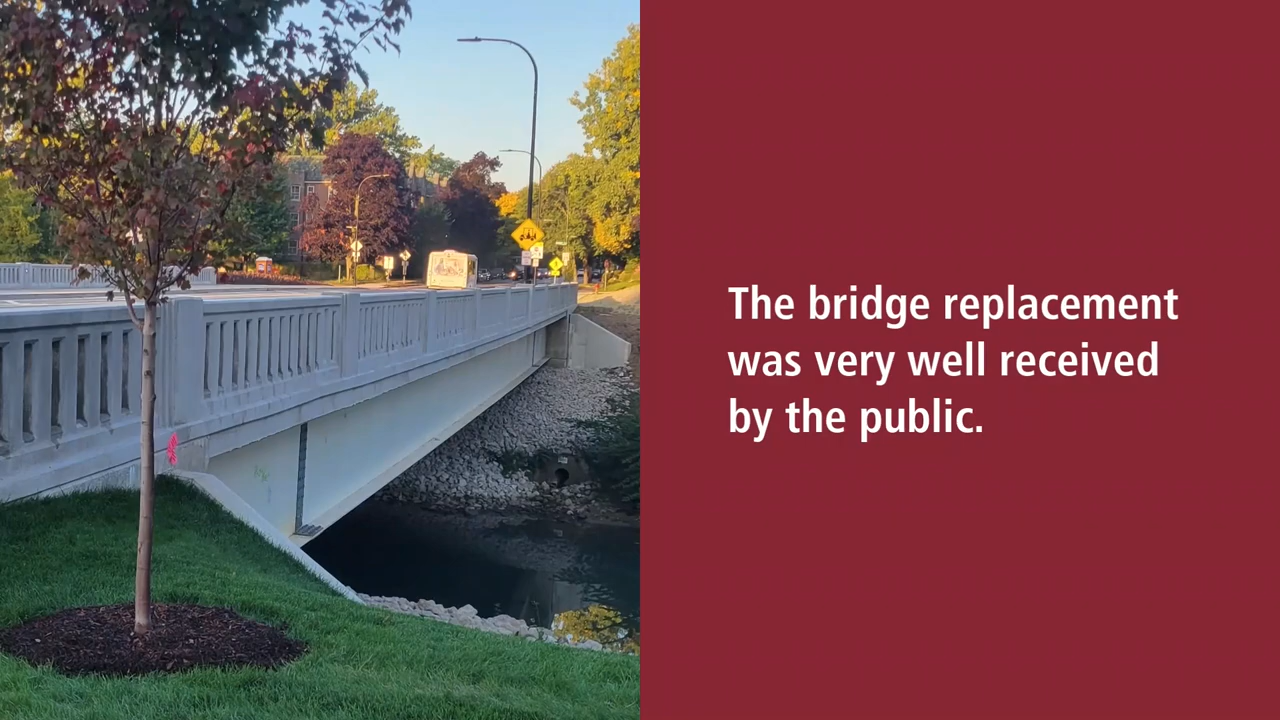 The bridge replacement
was very well received
by the public.